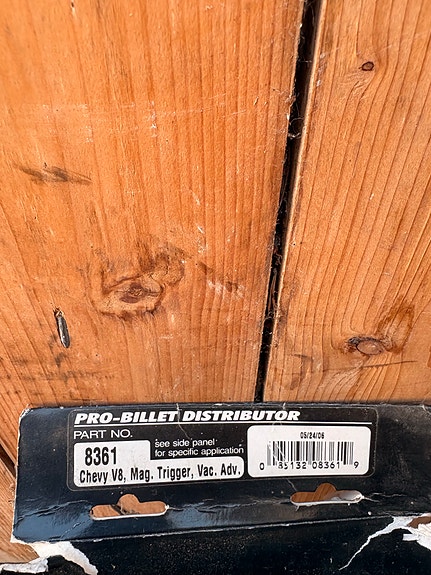 PRO-BILLET DISTRIBUTOR
PART NO.
8361
see side panel
for specific application
Chevy V8, Mag. Trigger, Vac. Adv.
05/24/06
0 85132 08361 9